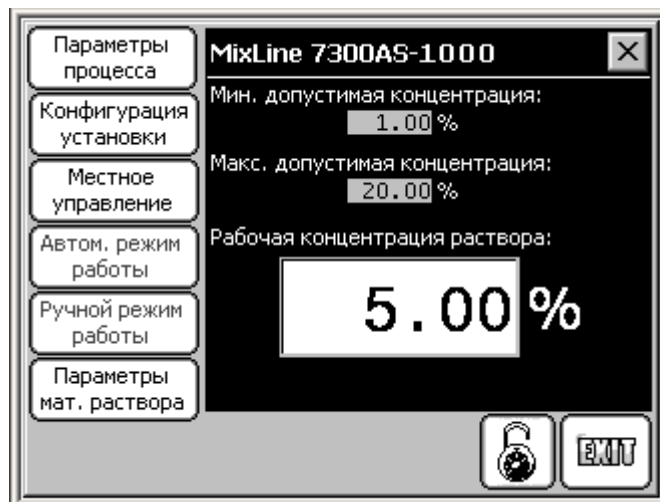 Параметры
процесса
Конфигурация
установки
Местное
управление
Автом. режим
работы
Ручной режим
работы
Параметры
мат. раствора
MixLine 7300AS-1000
Мин. допустимая концентрация:
1.00 %
Макс. допустимая концентрация:
20.00 %
Рабочая концентрация раствора:
5.00 %
EXIT